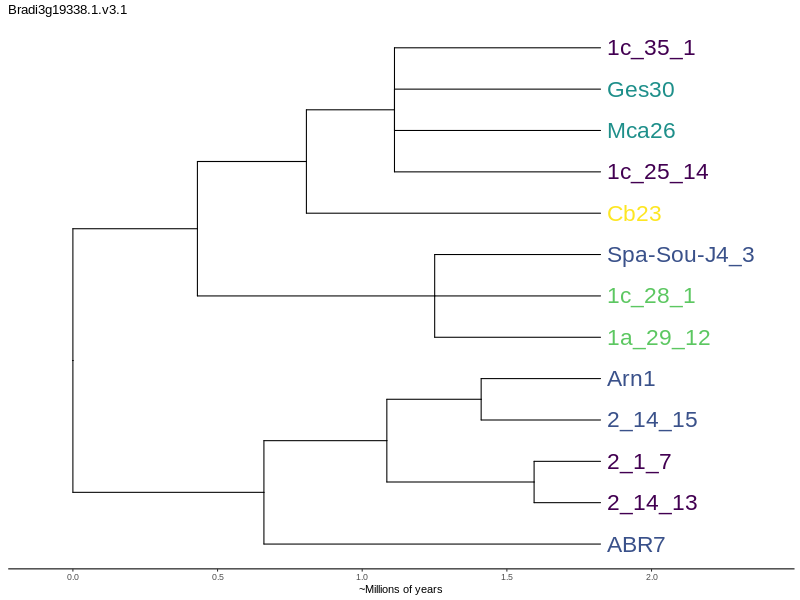 Bradi3g19338.1.v3.1
1c_35_1
Ges30
Mca26
1c_25_14
Cb23
Spa-Sou-J4_3
1c_28_1
1a_29_12
Arn1
2_14_15
2_1_7
2_14_13
ABR7
0.0 0.5 1.0 1.5 2.0
~Millions of years